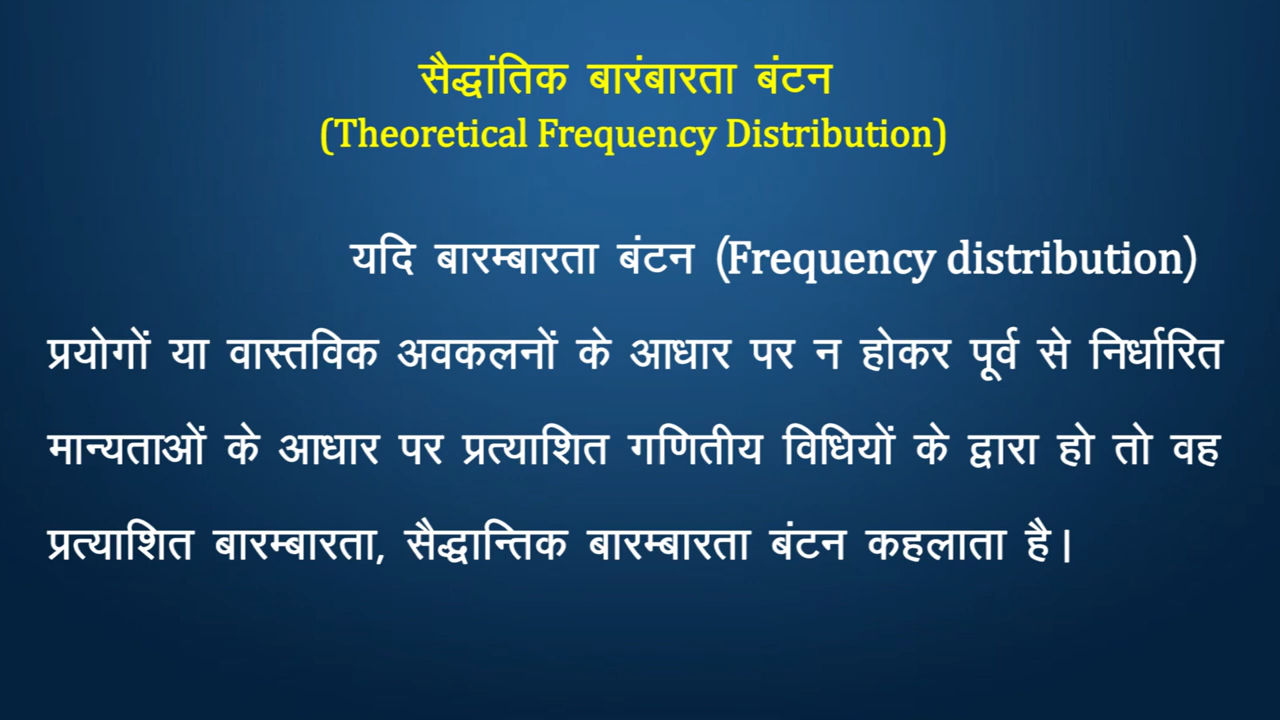 सैद्धांतिक बारंबारता बंटन
(Theoretical Frequency Distribution)
यदि बारम्बारता बंटन (Frequency distribution)
प्रयोगों या वास्तविक अवकलनों के आधार पर न होकर पूर्व से निर्धारित
मान्यताओं के आधार पर प्रत्याशित गणितीय विधियों के द्वारा हो तो वह
प्रत्याशित बारम्बारता, सैद्धान्तिक बारम्बारता बंटन कहलाता है।